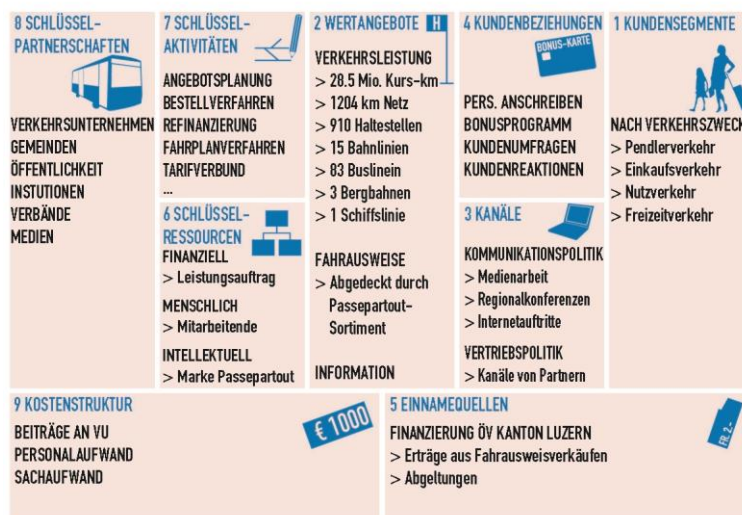 8 SCHLÜSSEL-
PARTNERSCHAFTEN
VERKEHRSUNTERNEHMEN
GEMEINDEN
ÖFFENTLICHKEIT
INSTUTIONEN
VERBÄNDE
MEDIEN
7 SCHLÜSSEL-
AKTIVITÄTEN
ANGEBOTSPLANUNG
BESTELLVERFAHREN
REFINANZIERUNG
FAHRPLANVERFAHREN
TARIFVERBUND
...
6 SCHLÜSSEL-
RESSOURCEN
FINANZIELL
> Leistungsauftrag
MENSCHLICH
> Mitarbeitende
INTELLEKTUELL
> Marke Passepartout
2 WERTANGEBOTE H
VERKEHRSLEISTUNG
> 28.5 Mio. Kurs-km
> 1204 km Netz
> 910 Haltestellen
> 15 Bahnlinien
> 83 Buslinein
> 3 Bergbahnen
> 1 Schiffslinie
FAHRAUSWEISE
> Abgedeckt durch
Passepartout-
Sortiment
INFORMATION
4 KUNDENBEZIEHUNGEN
BONUS-KARTE
PERS. ANSCHREIBEN
BONUSPROGRAMM
KUNDENUMFRAGEN
KUNDENREAKTIONEN
3 KANÄLE
KOMMUNIKATIONSPOLITIK
> Medienarbeit
> Regionalkonferenzen
> Internetauftritte
VERTRIEBSPOLITIK
> Kanäle von Partnern
1 KUNDENSEGMENTE
NACH VERKEHRSZWECK
> Pendlerverkehr
> Einkaufsverkehr
> Nutzverkehr
> Freizeitverkehr
9 KOSTENSTRUKTUR
BEITRÄGE AN VU
PERSONALAUFWAND
SACHAUFWAND
€ 1000
5 EINNAMEQUELLEN
FINANZIERUNG ÖV KANTON LUZERN
> Erträge aus Fahrausweisverkäufen
> Abgeltungen
FR. 2.-